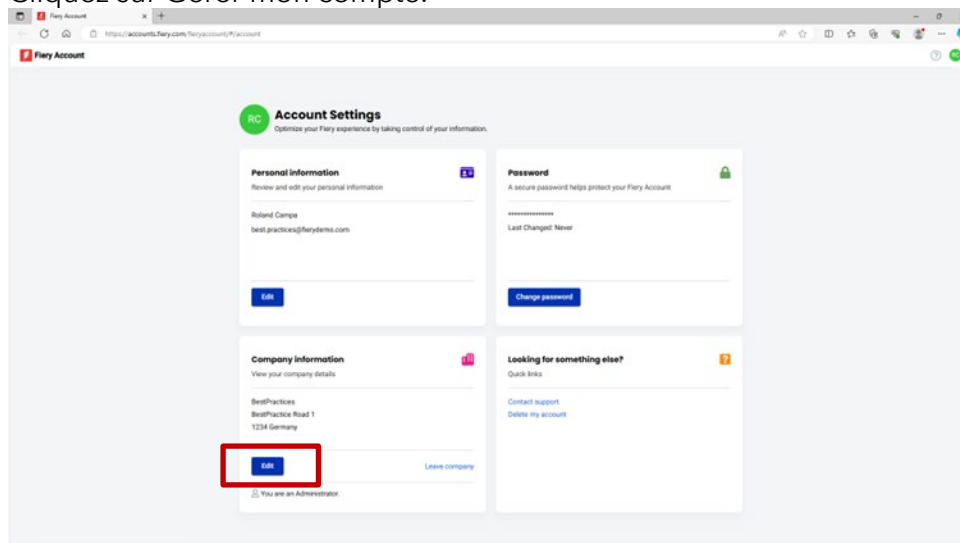 Cliquez sur Gérer mon compte.
Fiery Account
https://accounts.fiery.com/fieryaccount/#/account
Fiery Account
RC
Account Settings
Optimize your Fiery experience by taking control of your information.
Personal information
Review and edit your personal information
Roland Campa
best.practices@fierydemo.com
Edit
Password
A secure password helps protect your Fiery Account
***************
Last Changed: Never
Change password
Company information
View your company details
BestPractices
BestPractice Road 1
1234 Germany
Edit
Leave company
You are an Administrator.
Looking for something else?
Quick links
Contact support
Delete my account